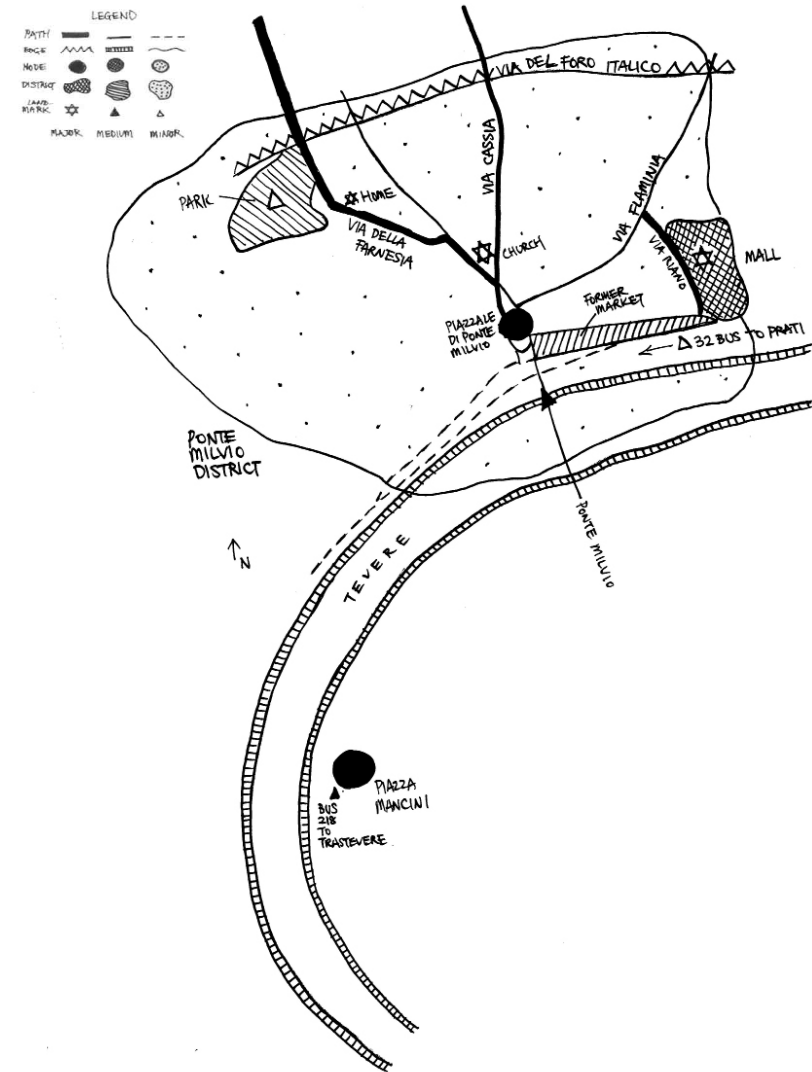 LEGEND
PATH
EDGE
NODE
DISTRICT
LAND-
MARK
MAJOR MEDIUM MINOR
VIA DEL FORO ITALICO
VIA CASSIA
VIA FLAMINIA
PARK
HOME
VIA DELLA
FARNESIA
CHURCH
VIA RIANO
MALL
FORMER
MARKET
PIAZZALE
DI PONTE
MILVIO
32 BUS TO PRATI
PONTE
MILVIO
DISTRICT
N
TEVERE
PONTE MILVIO
PIAZZA
MANCINI
BUS
218
TO
TRASTEVERE